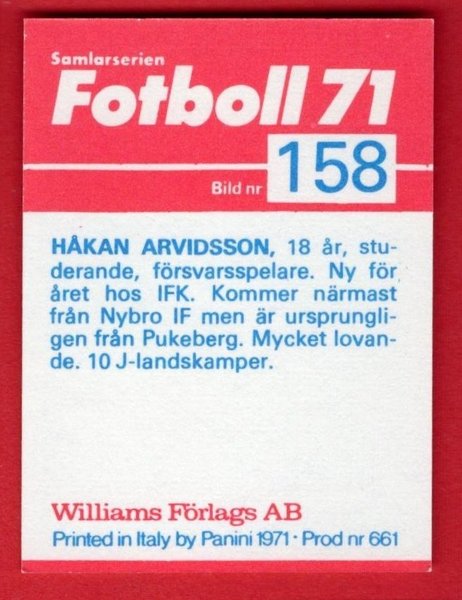 Samlarserien
Fotboll 71
Bild nr 158
HÅKAN ARVIDSSON, 18 år, stu-
derande, försvarsspelare. Ny för
året hos IFK. Kommer närmast
från Nybro IF men är ursprungli-
gen från Pukeberg. Mycket lovan-
de. 10 J-landskamper.
Williams Förlags AB
Printed in Italy by Panini 1971 · Prod nr 661